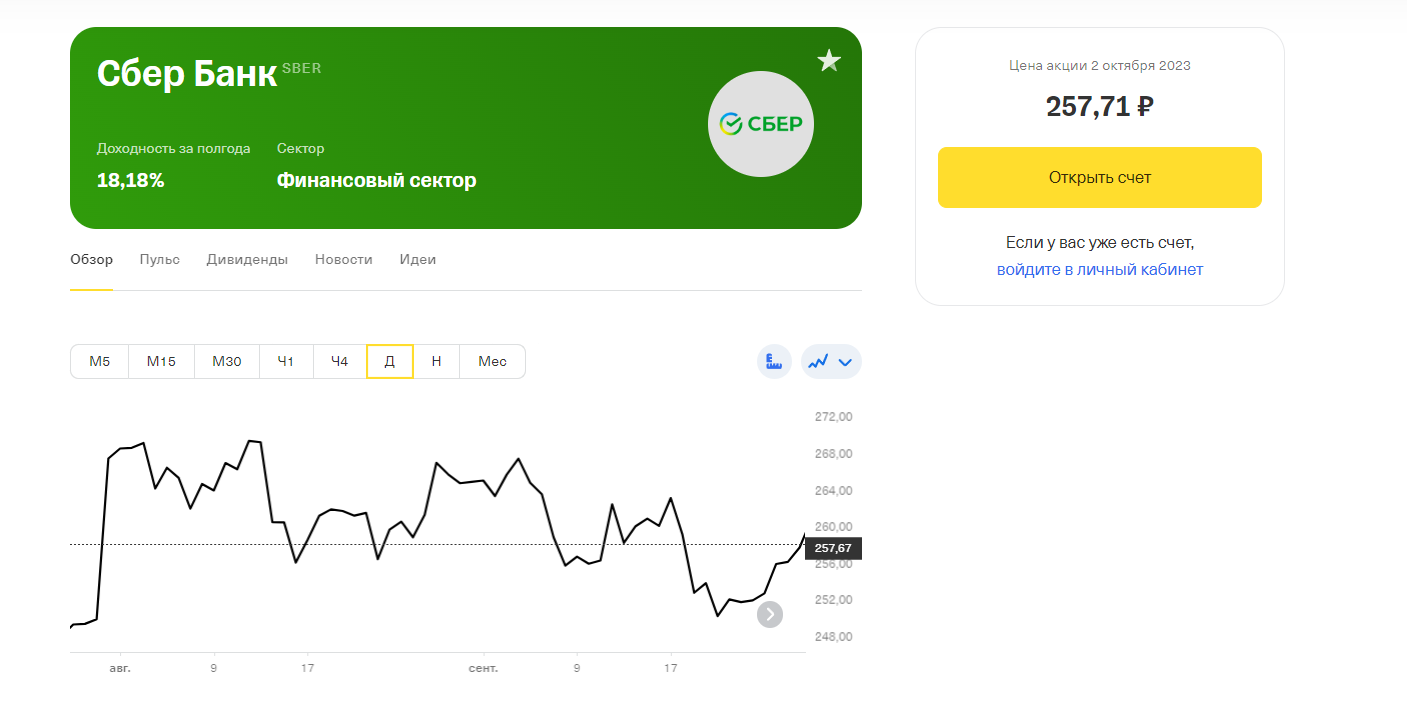 Сбер Банк SBER
СБЕР
Доходность за полгода Сектор
18,18% Финансовый сектор
Цена акции 2 октября 2023
257,71 ₽
Открыть счет
Если у вас уже есть счет,
войдите в личный кабинет
Обзор Пульс Дивиденды Новости Идеи
М5 М15 М30 Ч1 Ч4 Д Н Мес
272,00
268,00
264,00
260,00
257,67
256,00
252,00
248,00
авг. 9 17 сент. 9 17